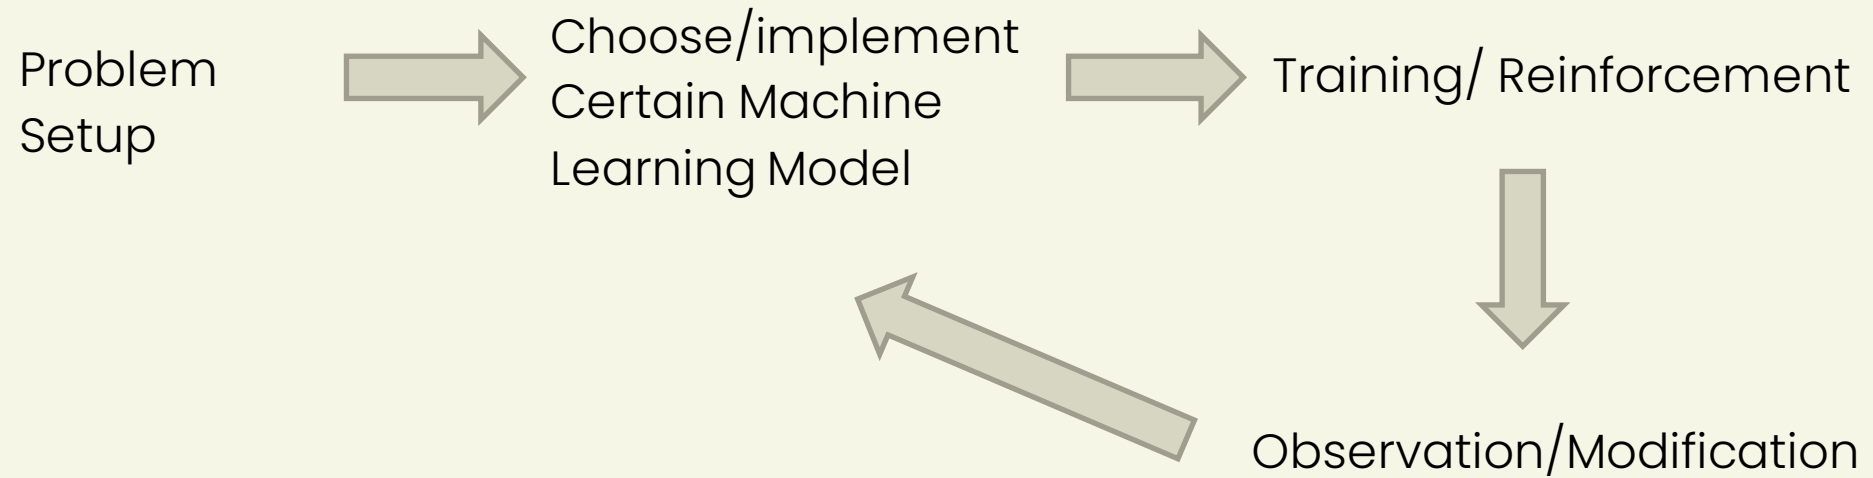 Problem
Setup
Choose/implement
Certain Machine
Learning Model
Training/ Reinforcement
Observation/Modification